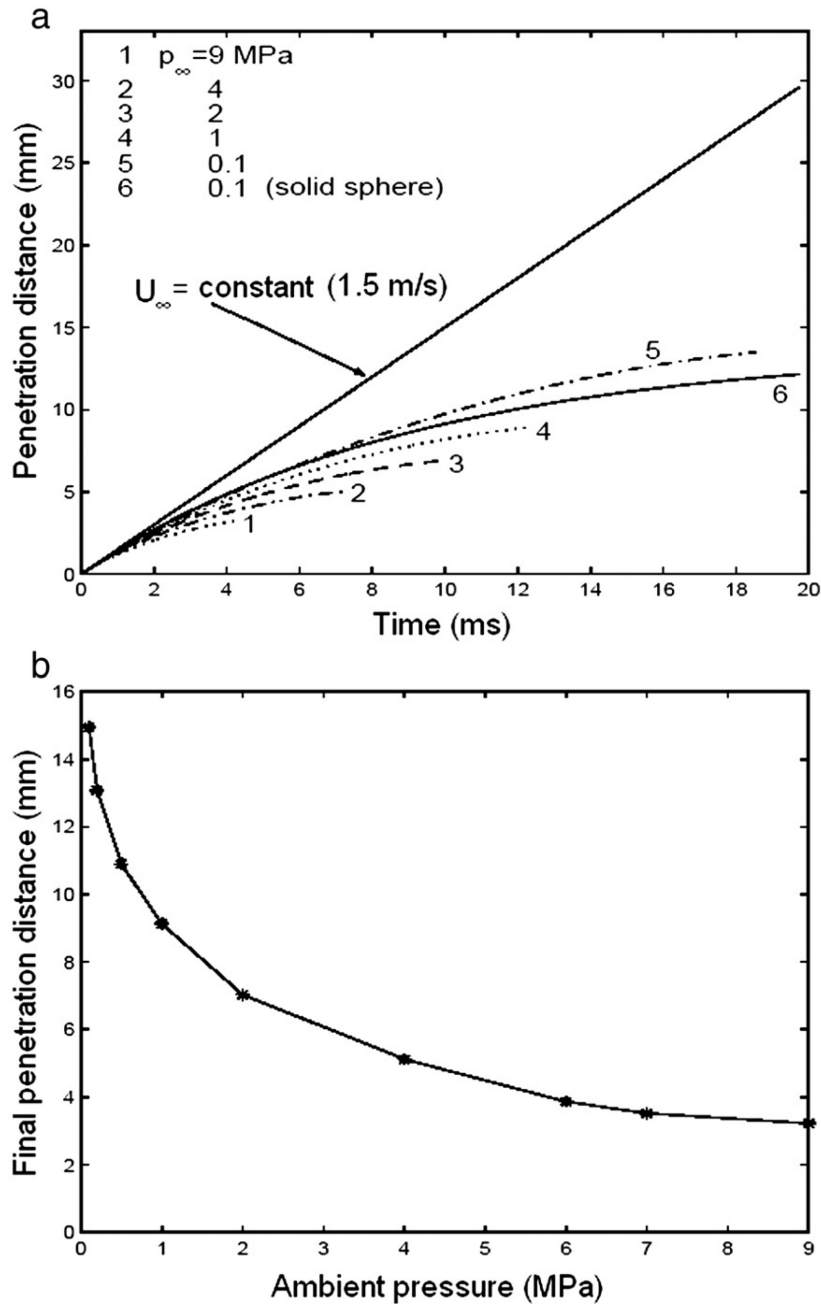 a
1 p∞=9 MPa
2 4
3 2
4 1
5 0.1
6 0.1 (solid sphere)
U∞= constant (1.5 m/s)
30
25
20
15
10
5
0
Penetration distance (mm)
5
6
4
3
2
1
0 2 4 6 8 10 12 14 16 18 20
Time (ms)
b
16
14
12
10
8
6
4
2
0
Final penetration distance (mm)
0 1 2 3 4 5 6 7 8 9
Ambient pressure (MPa)